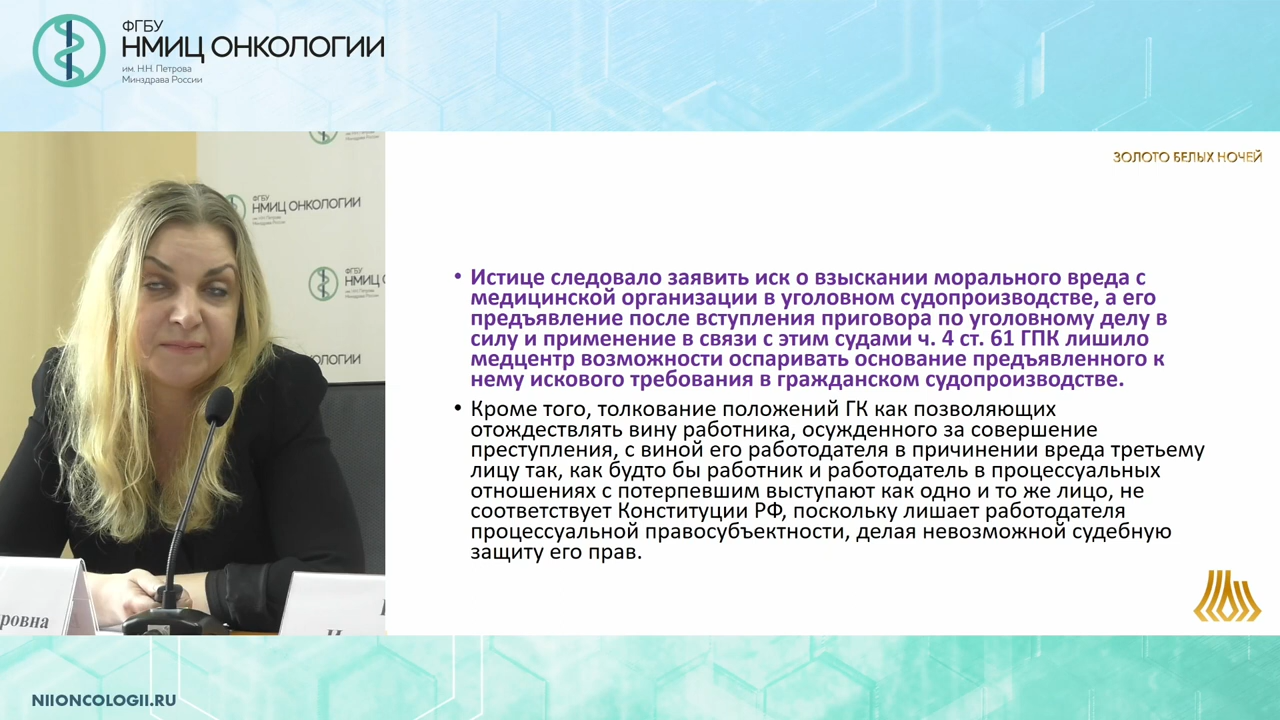 ФГБУ
НМИЦ ОНКОЛОГИИ
им. Н.Н. Петрова
Минздрава России
ЗОЛОТО БЕЛЫХ НОЧЕЙ
ФГБУ
НМИЦ ОНКОЛОГИИ
ФГБУ
НМИЦ
ОНКОЛОГИИ
• Истице следовало заявить иск о взыскании морального вреда с
медицинской организации в уголовном судопроизводстве, а его
предъявление после вступления приговора по уголовному делу в
силу и применение в связи с этим судами ч. 4 ст. 61 ГПК лишило
медцентр возможности оспаривать основание предъявленного к
нему искового требования в гражданском судопроизводстве.
• Кроме того, толкование положений ГК как позволяющих
отождествлять вину работника, осужденного за совершение
преступления, с виной его работодателя в причинении вреда третьему
лицу так, как будто бы работник и работодатель в процессуальных
отношениях с потерпевшим выступают как одно и то же лицо, не
соответствует Конституции РФ, поскольку лишает работодателя
процессуальной правосубъектности, делая невозможной судебную
защиту его прав.
ровна
NIIONCOLOGII.RU